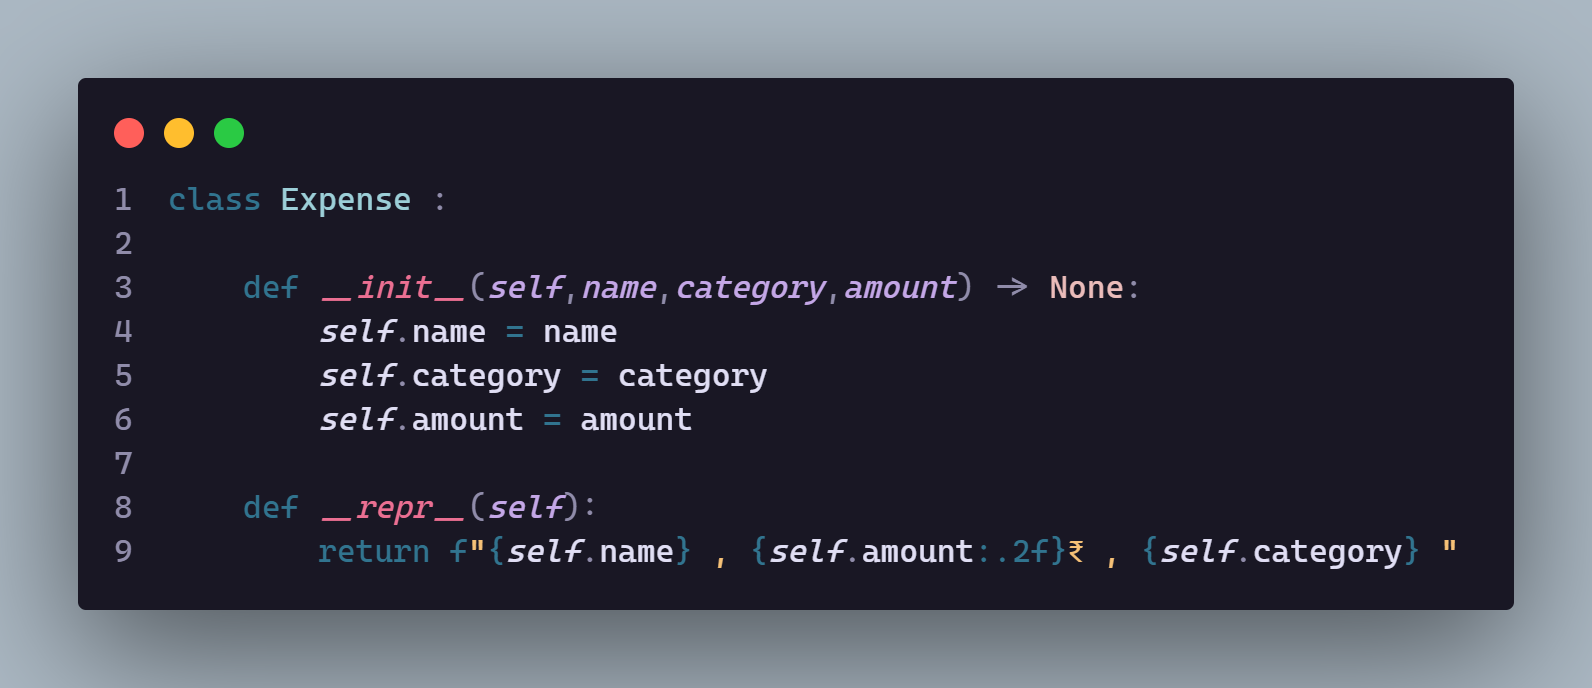 1 class Expense :
2
3     def __init__(self,name,category,amount) -> None:
4         self.name = name
5         self.category = category
6         self.amount = amount
7
8     def __repr__(self):
9         return f"{self.name} , {self.amount:.2f}₹ , {self.category} "